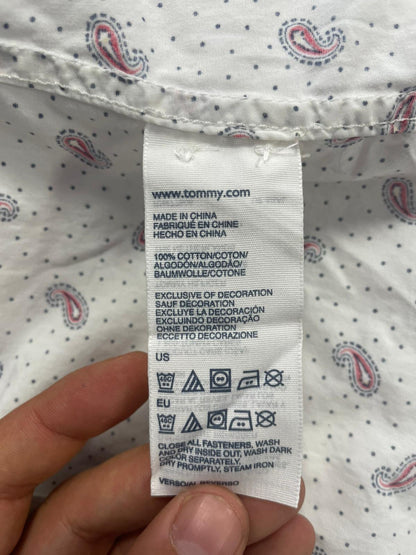 www.tommy.com
MADE IN CHINA
FABRIQUÉ EN CHINE
HECHO EN CHINA
100% COTTON/COTON/
ALGODÓN/ALGODÃO/
BAUMWOLLE/COTONE
EXCLUSIVE OF DECORATION
SAUF DÉCORATION
EXCLUYE LA DECORACIÓN
EXCLUINDO DECORAÇÃO
OHNE DEKORATION
ECCETTO DECORAZIONE
US
EU
CLOSE ALL FASTENERS, WASH
AND DRY INSIDE OUT, WASH DARK
COLOR SEPARATELY.
DRY PROMPTLY, STEAM IRON
VERSO/AL REVERSO